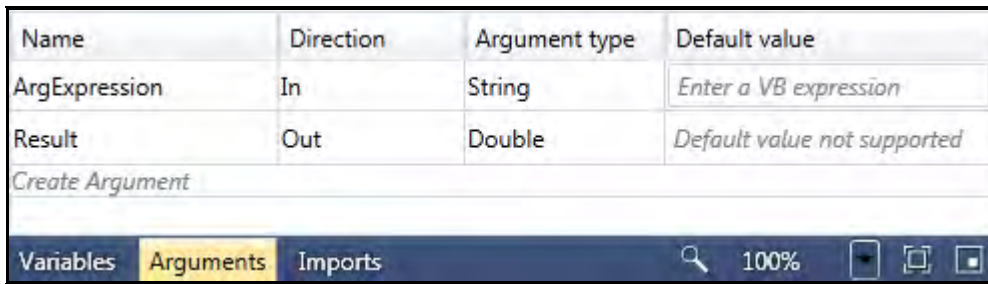 Name Direction Argument type Default value
ArgExpression In String Enter a VB expression
Result Out Double Default value not supported
Create Argument
Variables Arguments Imports 100%